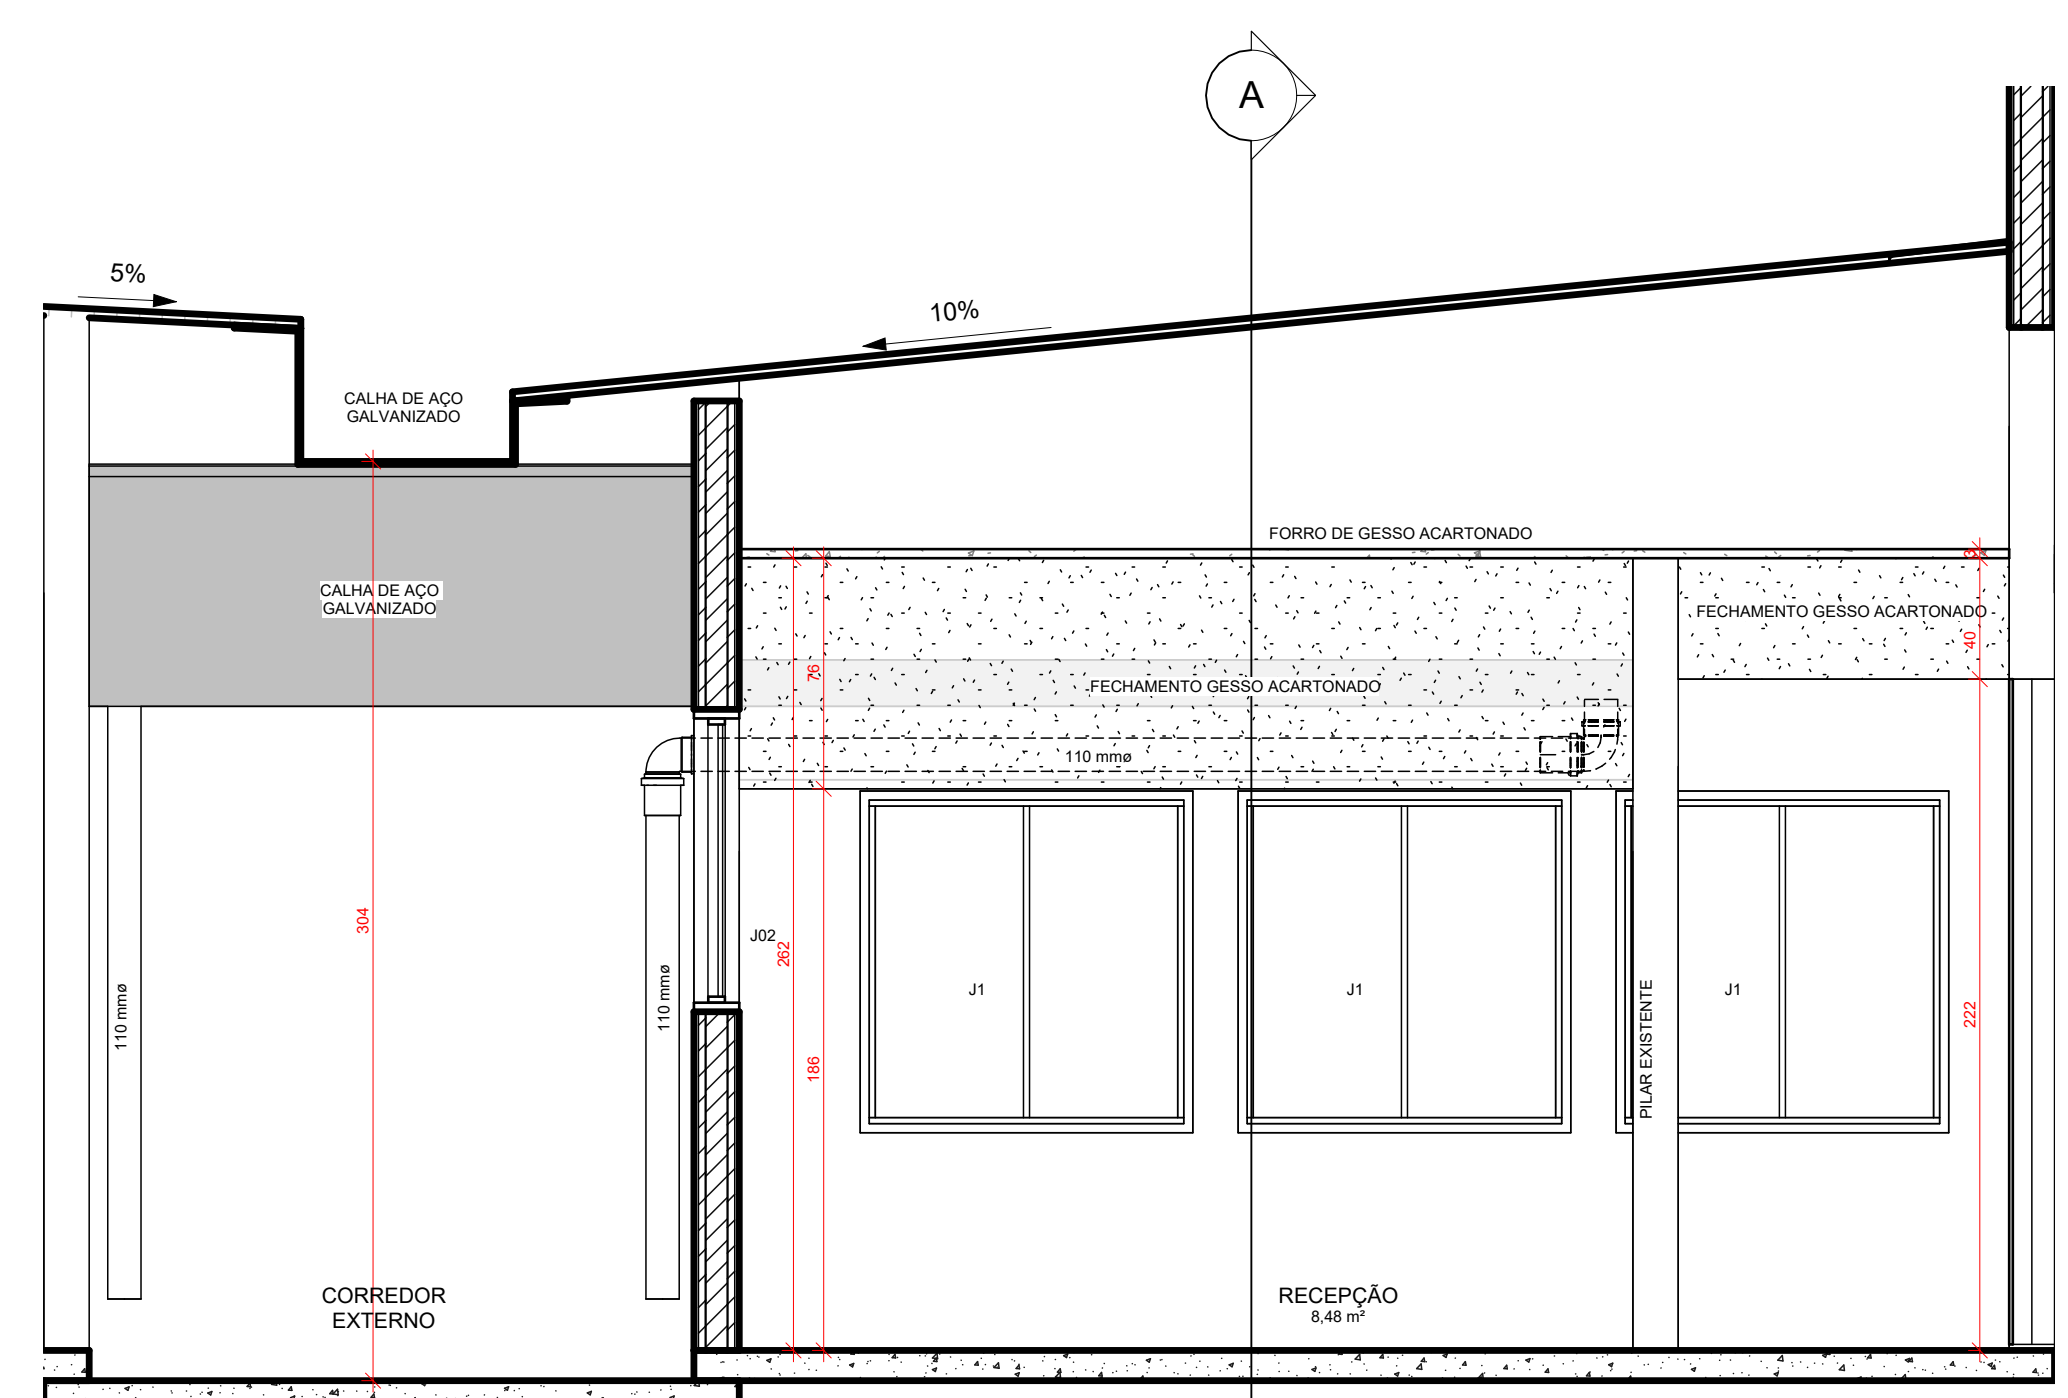 A
5%
10%
CALHA DE AÇO
GALVANIZADO
FORRO DE GESSO ACARTONADO
3
CALHA DE AÇO
GALVANIZADO
FECHAMENTO GESSO ACARTONADO
40
76
FECHAMENTO GESSO ACARTONADO
110 mmø
304
J02
262
J1
J1
J1
110 mmø
110 mmø
PILAR EXISTENTE
222
186
CORREDOR
EXTERNO
RECEPÇÃO
8,48 m²